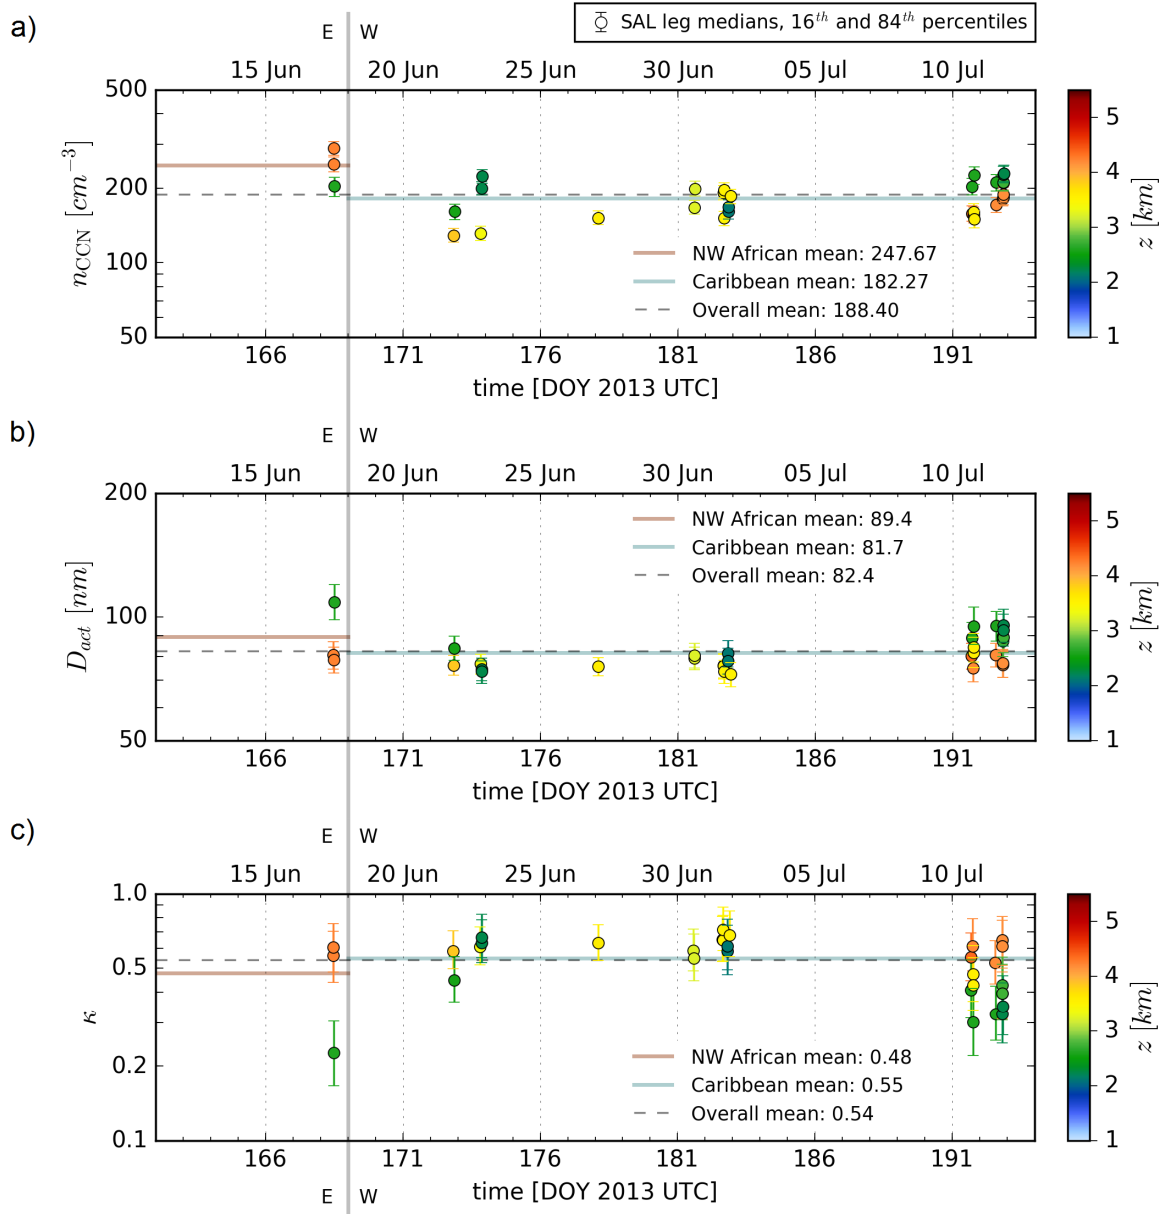 a)
E W
SAL leg medians, 16th and 84th percentiles
15 Jun 20 Jun 25 Jun 30 Jun 05 Jul 10 Jul
500
200
100
50
nCCN [cm−3]
NW African mean: 247.67
Caribbean mean: 182.27
Overall mean: 188.40
166 171 176 181 186 191
time [DOY 2013 UTC]
5
4
3
2
1
z [km]
b)
E W
15 Jun 20 Jun 25 Jun 30 Jun 05 Jul 10 Jul
200
100
50
Dact [nm]
NW African mean: 89.4
Caribbean mean: 81.7
Overall mean: 82.4
166 171 176 181 186 191
time [DOY 2013 UTC]
5
4
3
2
1
z [km]
c)
E W
15 Jun 20 Jun 25 Jun 30 Jun 05 Jul 10 Jul
1.0
0.5
0.2
0.1
κ
NW African mean: 0.48
Caribbean mean: 0.55
Overall mean: 0.54
166 171 176 181 186 191
time [DOY 2013 UTC]
E W
5
4
3
2
1
z [km]